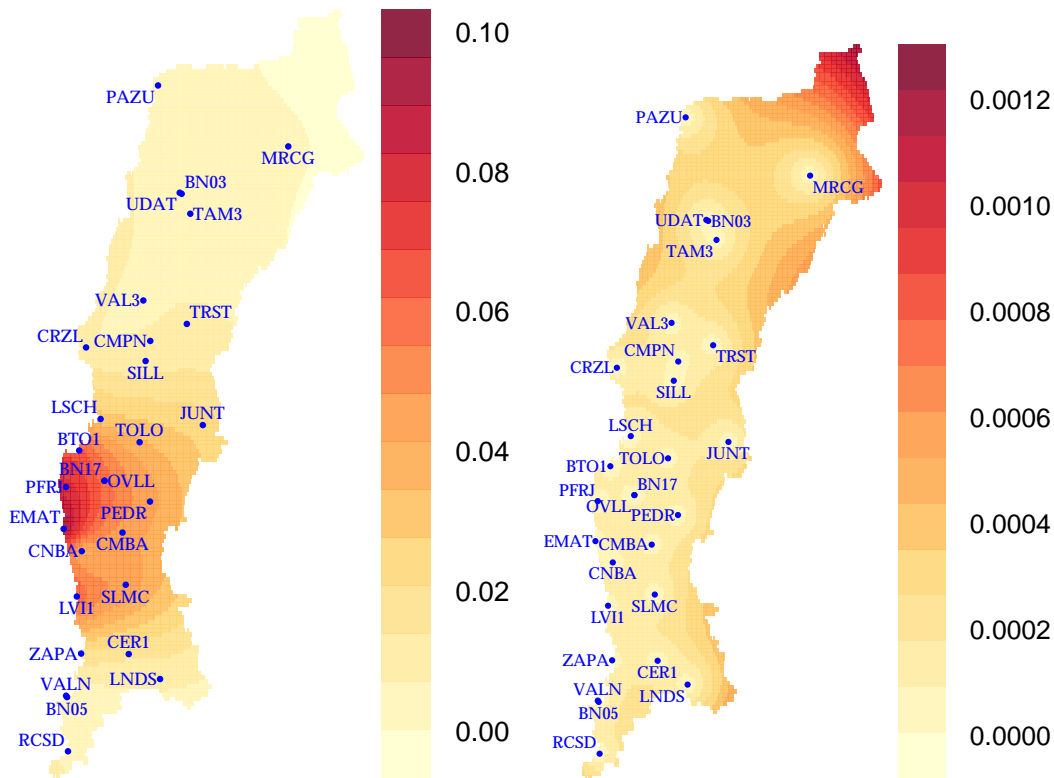 PAZU
MRCG
BN03
UDAT
TAM3
VAL3
TRST
CRZL
CMPN
SILL
LSCH
JUNT
TOLO
BTO1
BN17
OVLL
PFRJ
PEDR
EMAT
CMBA
CNBA
SLMC
LVI1
CER1
ZAPA
LNDS
VALN
BN05
RCSD
0.10
0.08
0.06
0.04
0.02
0.00
PAZU
MRCG
UDAT
BN03
TAM3
VAL3
TRST
CMPN
CRZL
SILL
LSCH
JUNT
TOLO
BTO1
BN17
PFRJ
OVLL
PEDR
EMAT
CMBA
CNBA
SLMC
LVI1
ZAPA
CER1
LNDS
VALN
BN05
RCSD
0.0012
0.0010
0.0008
0.0006
0.0004
0.0002
0.0000